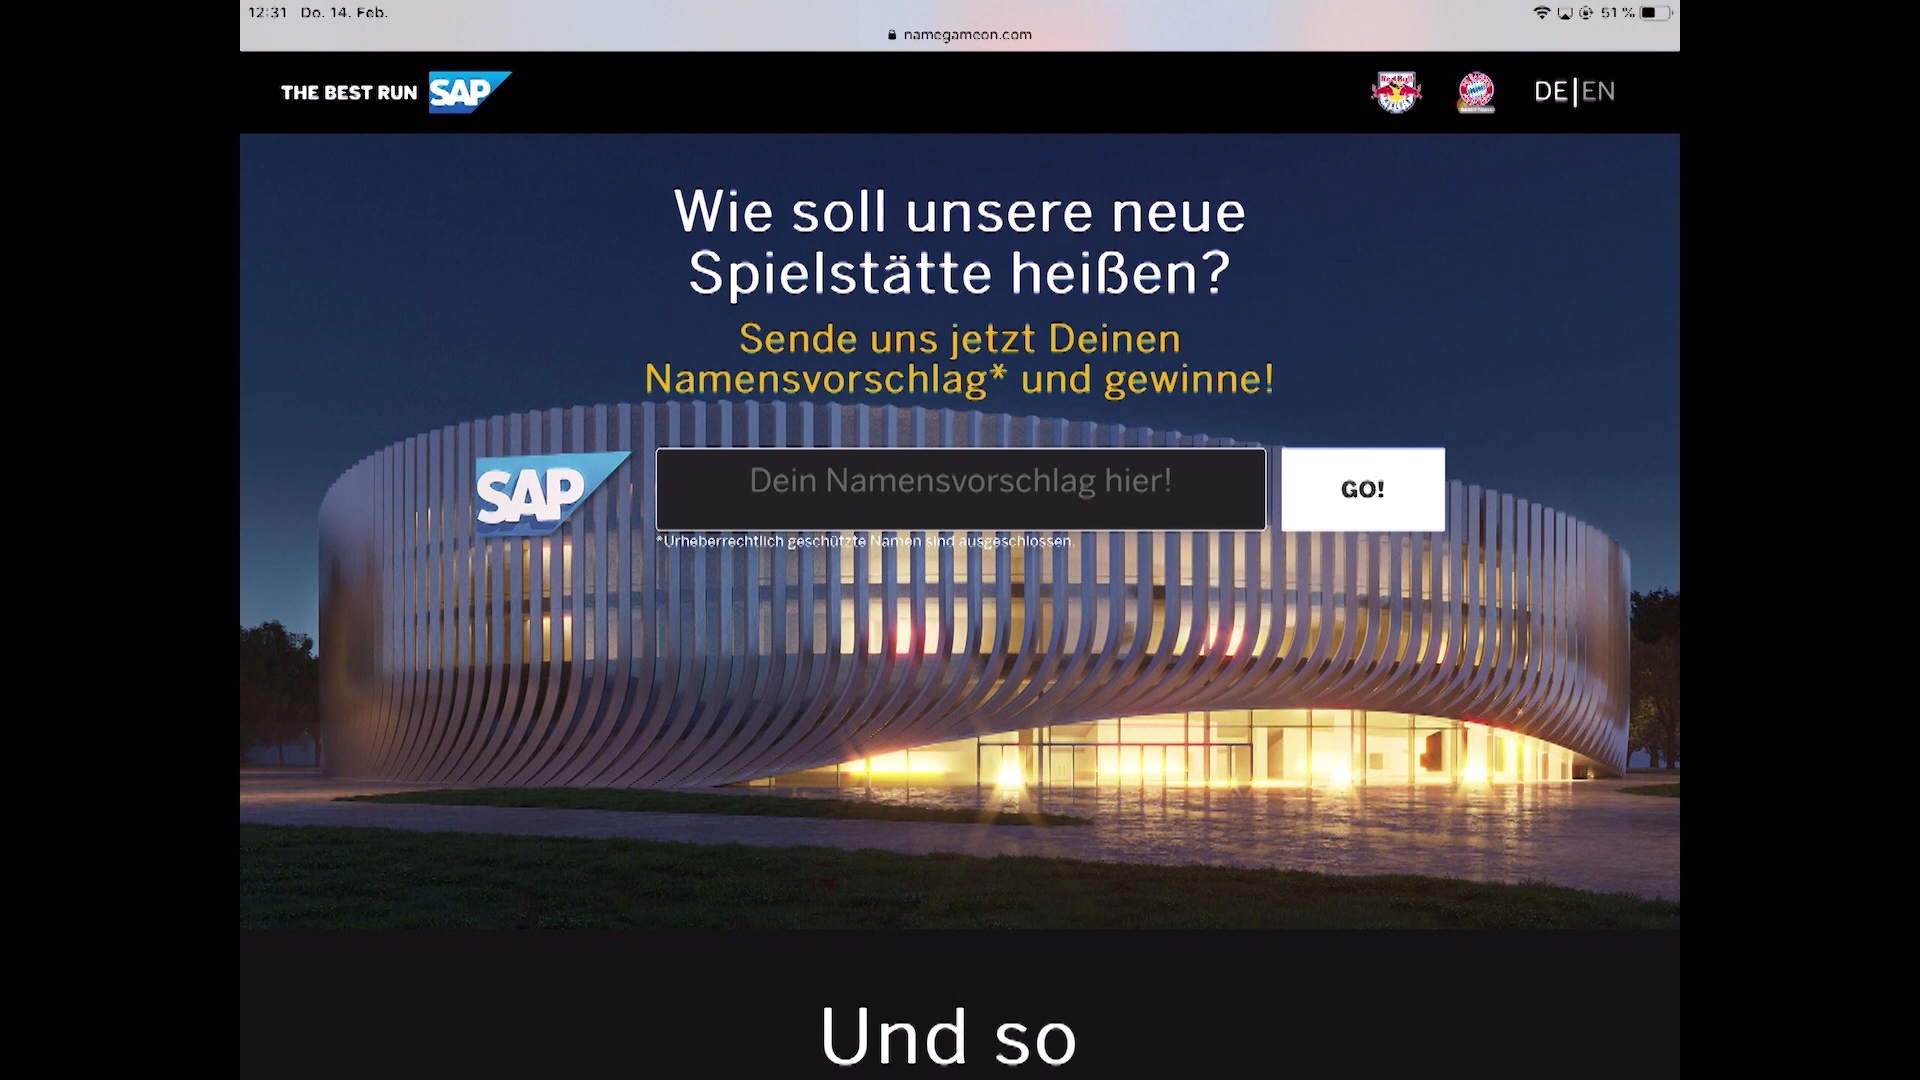 12:31 Do. 14. Feb.
51 %
namegameon.com
THE BEST RUN SAP
DE|EN
Wie soll unsere neue
Spielstätte heißen?
Sende uns jetzt Deinen
Namensvorschlag* und gewinne!
SAP
Dein Namensvorschlag hier!
GO!
*Urheberrechtlich geschützte Namen sind ausgeschlossen.
Und so